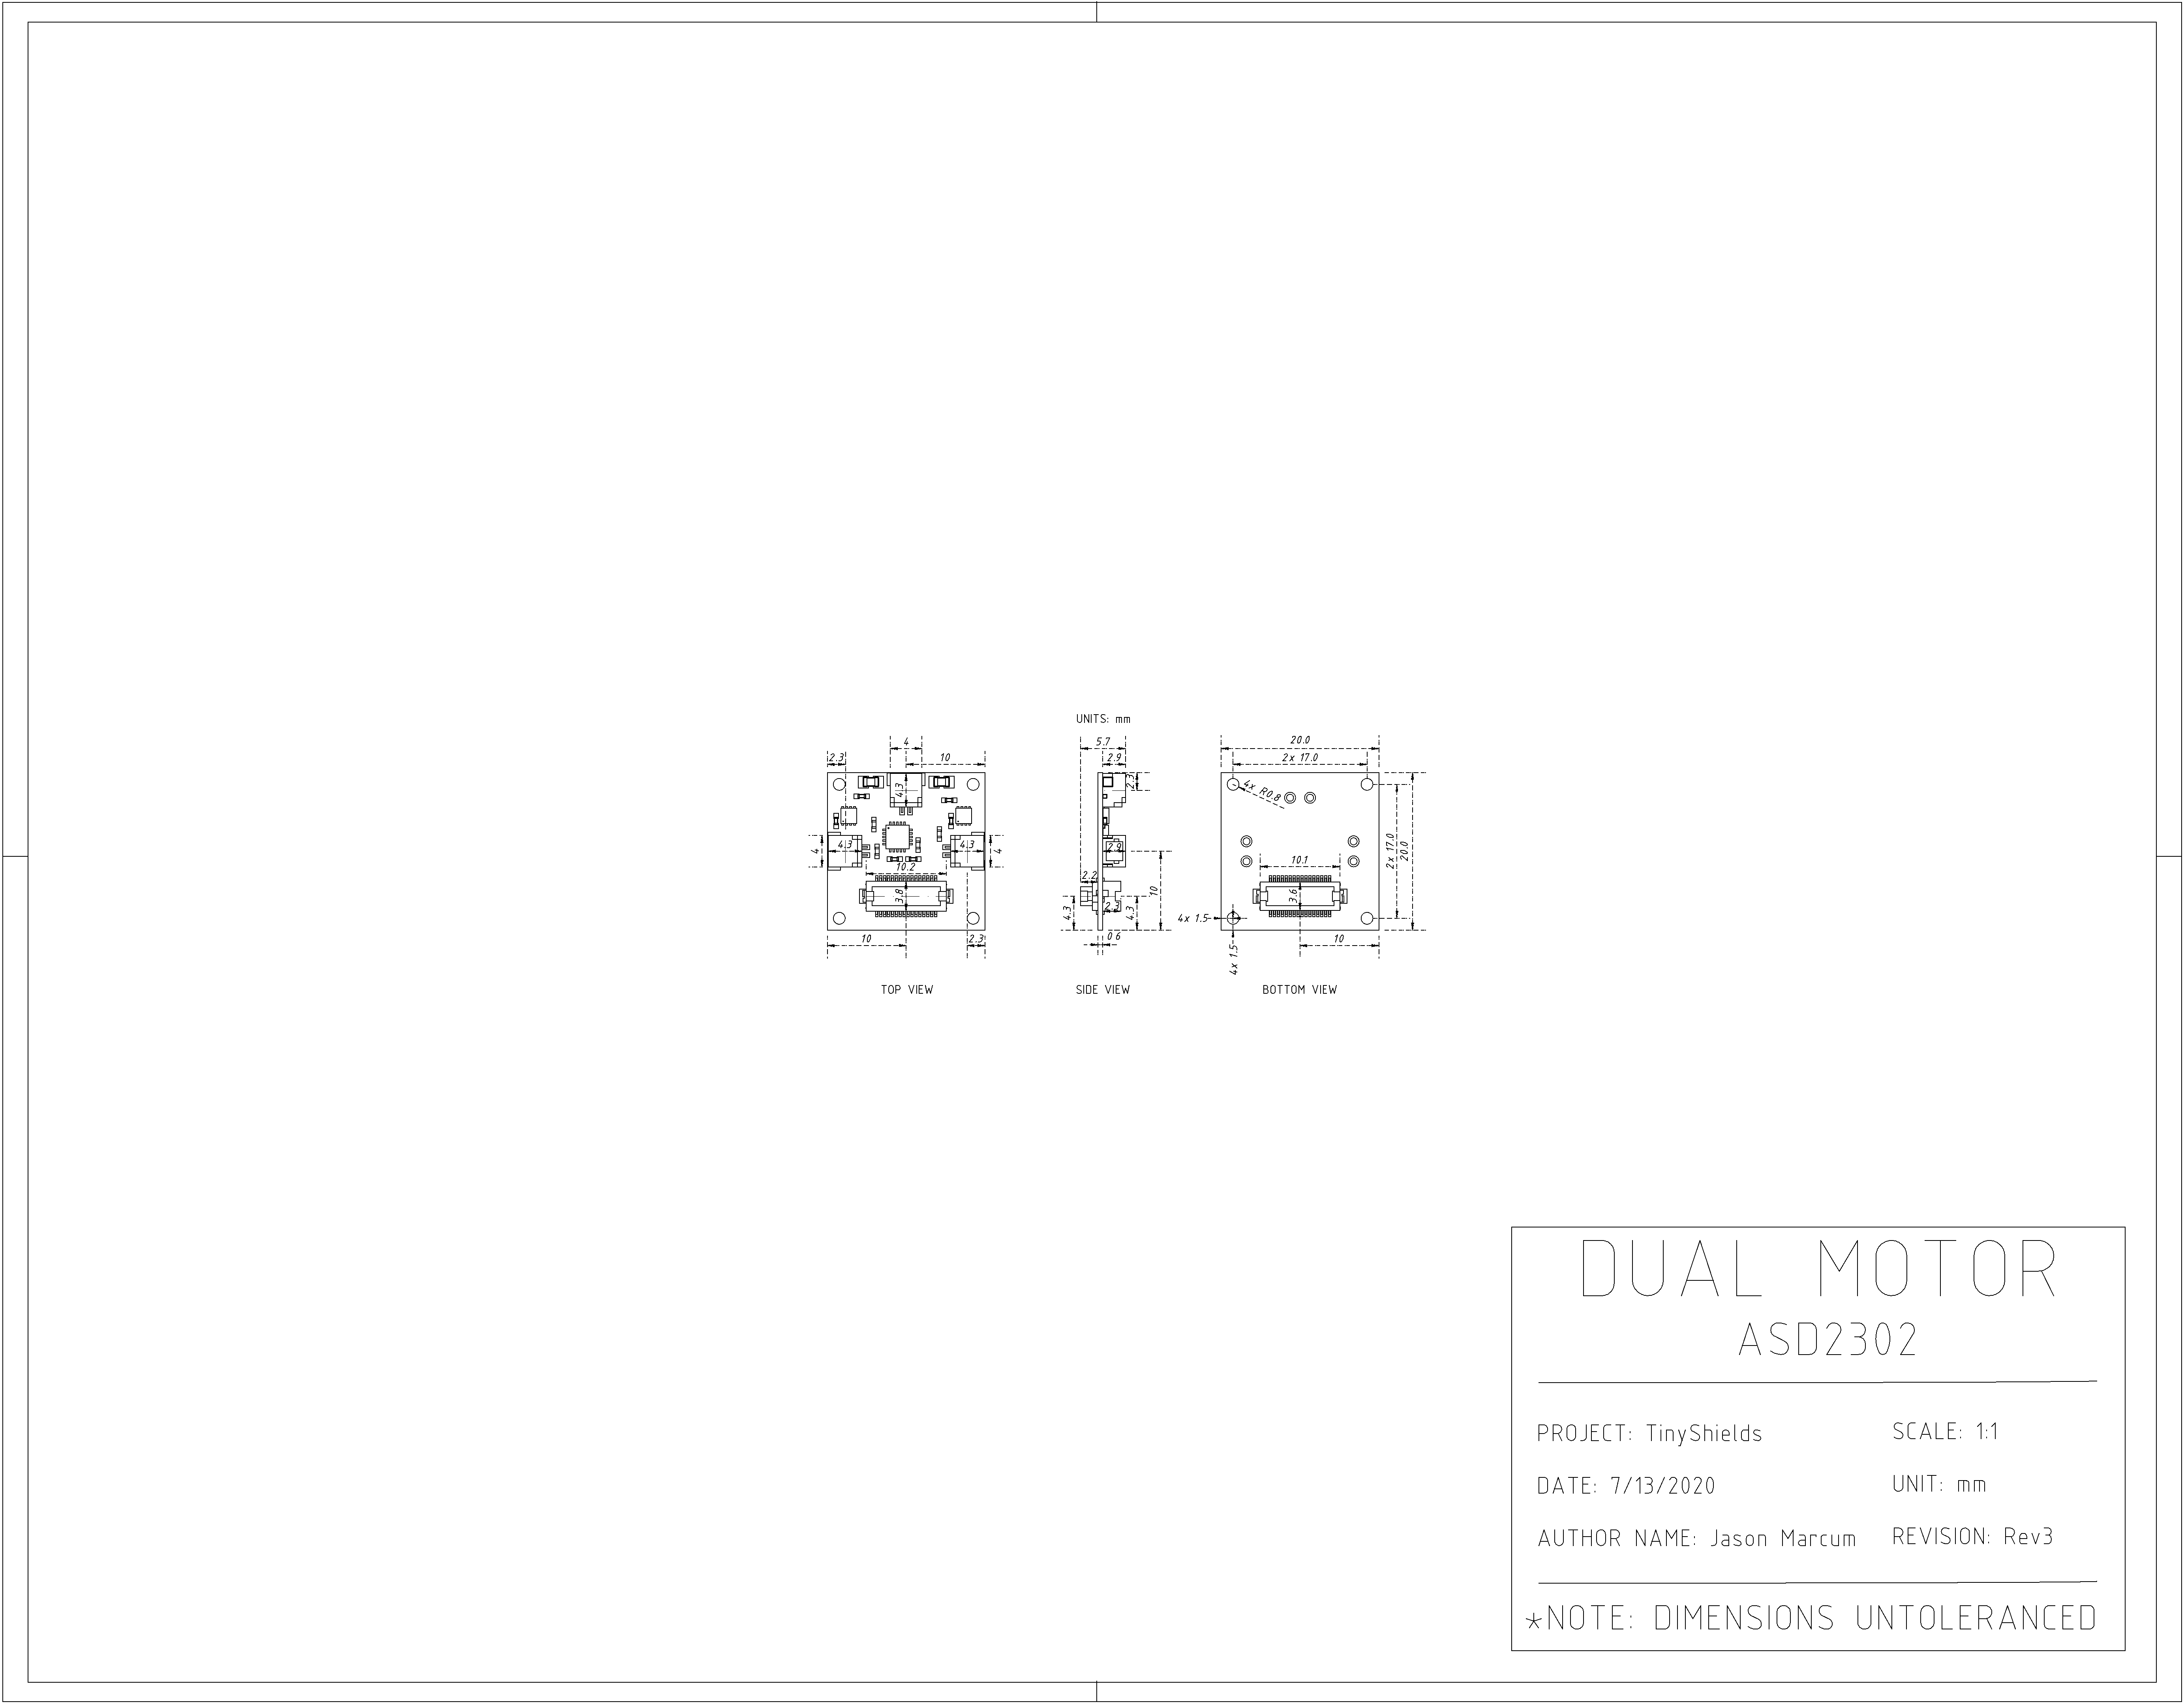 UNITS: mm
2.3
4
10
4.3
4
4.3
4.3
4
10.2
3.8
10
2.3
TOP VIEW
5.7
2.9
2.3
2.9
2.2
10
4.3
2.3
4.3
0.6
SIDE VIEW
20.0
2x 17.0
4x R0.8
2x 17.0
20.0
10.1
3.6
4x 1.5
4x 1.5
10
BOTTOM VIEW
DUAL MOTOR
ASD2302
PROJECT: TinyShields
SCALE: 1:1
DATE: 7/13/2020
UNIT: mm
AUTHOR NAME: Jason Marcum
REVISION: Rev3
*NOTE: DIMENSIONS UNTOLERANCED